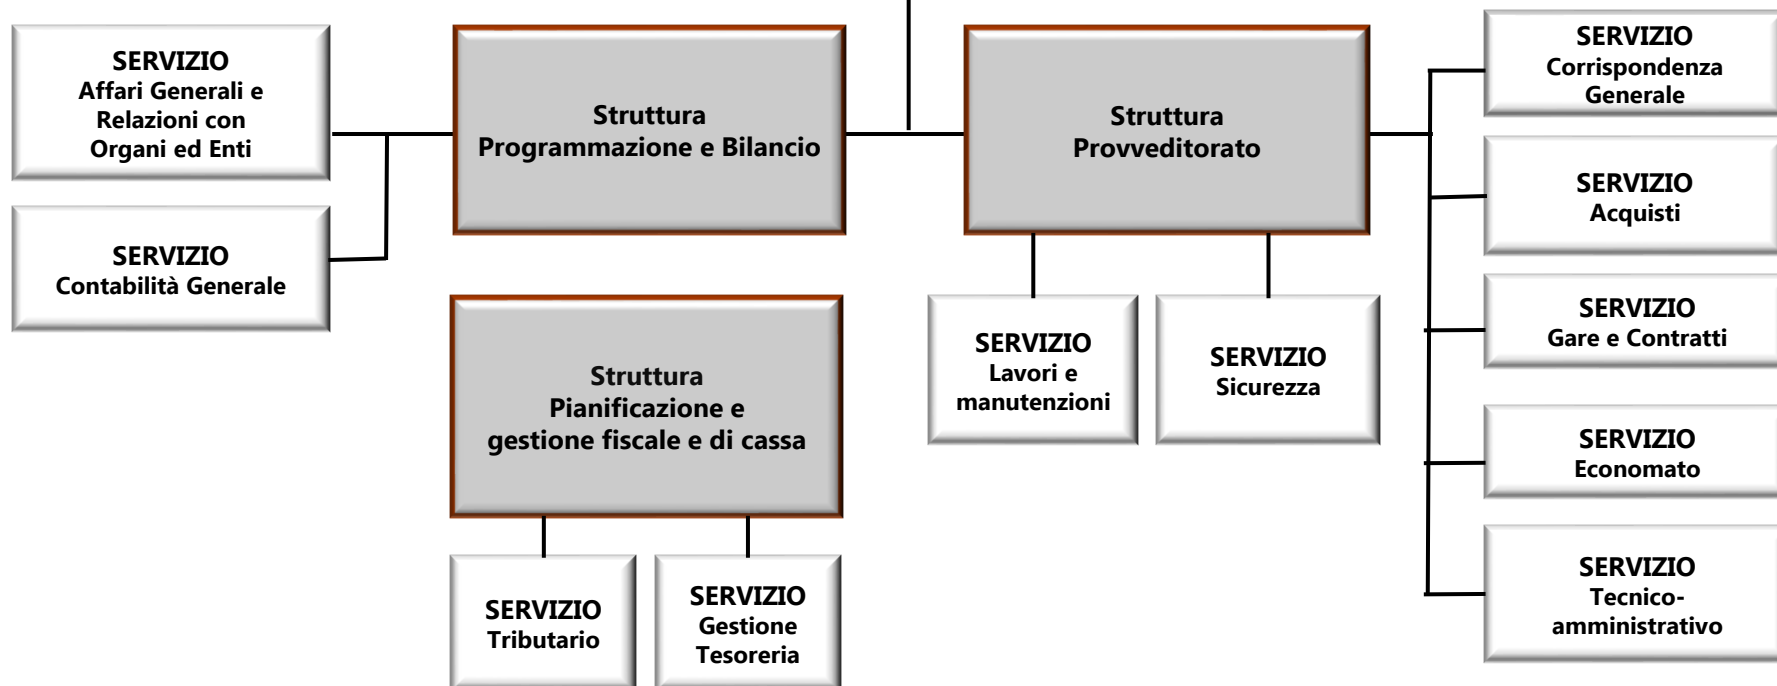 SERVIZIO
Affari Generali e
Relazioni con
Organi ed Enti
SERVIZIO
Contabilità Generale
Struttura
Programmazione e Bilancio
Struttura
Pianificazione e
gestione fiscale e di cassa
SERVIZIO
Tributario
SERVIZIO
Gestione
Tesoreria
Struttura
Provveditorato
SERVIZIO
Lavori e
manutenzioni
SERVIZIO
Sicurezza
SERVIZIO
Corrispondenza
Generale
SERVIZIO
Acquisti
SERVIZIO
Gare e Contratti
SERVIZIO
Economato
SERVIZIO
Tecnico-
amministrativo